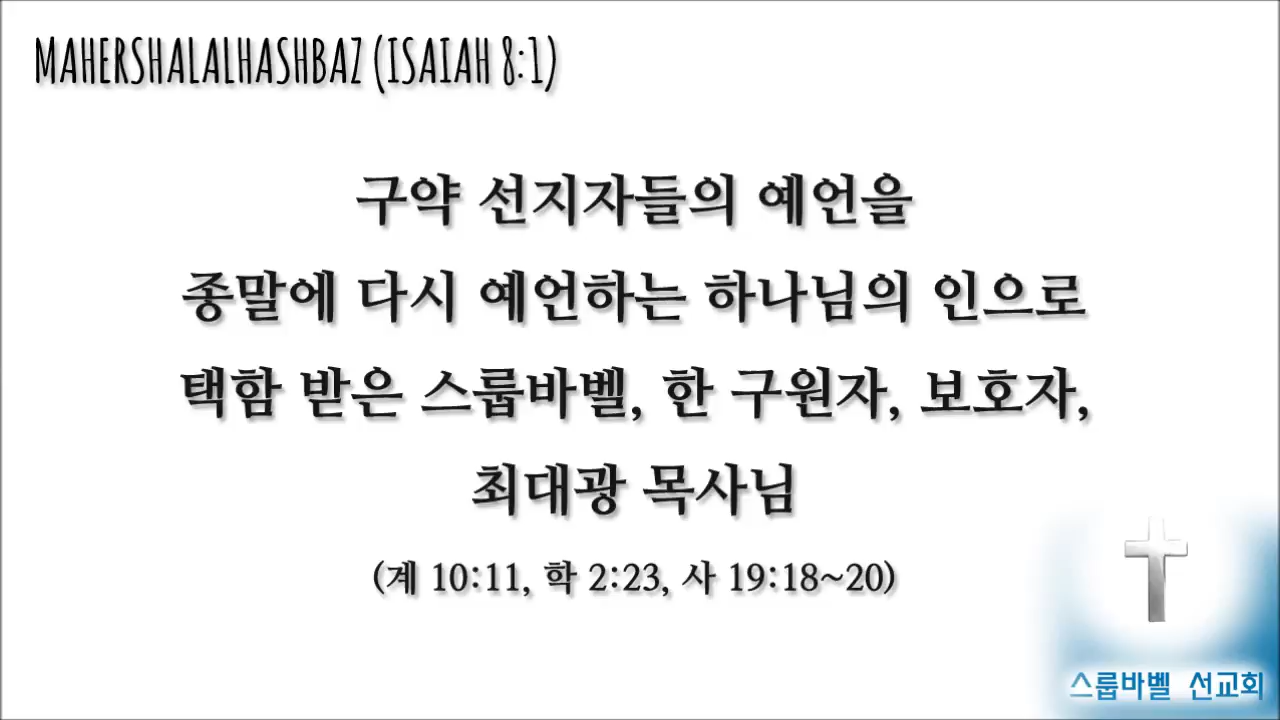 MAHERSHALALHASHBAZ (ISAIAH 8:1)
구약 선지자들의 예언을
종말에 다시 예언하는 하나님의 인으로
택함 받은 스룹바벨, 한 구원자, 보호자,
최대광 목사님
(계 10:11, 학 2:23, 사 19:18~20)
스룹바벨 선교회